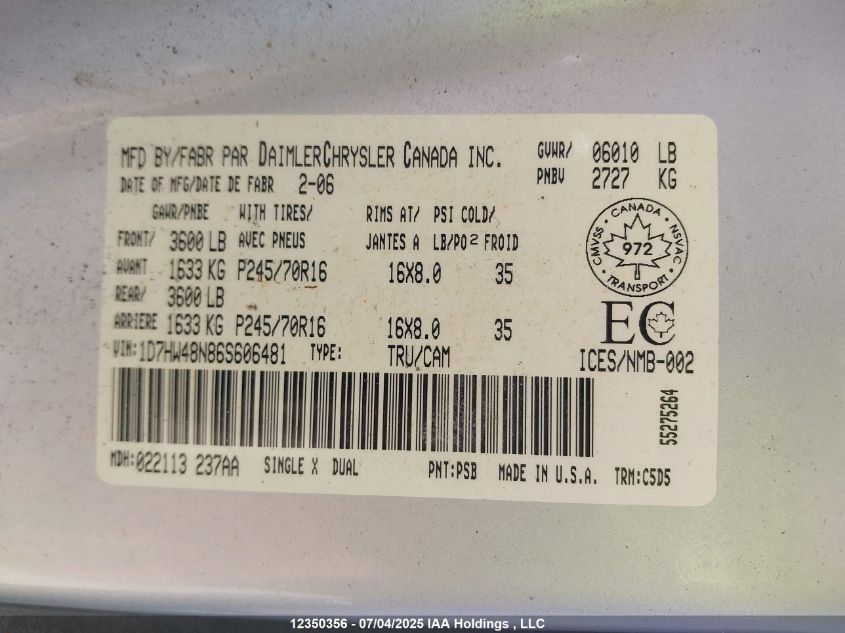 MFD BY/FABR PAR DAIMLERCHRYSLER CANADA INC.
DATE OF MFG/DATE DE FABR 2-06
GVWR/ 06010 LB
PNBV 2727 KG
GAWR/PNBE WITH TIRES/ RIMS AT/ PSI COLD/
FRONT/ 3600 LB AVEC PNEUS JANTES A LB/PO2 FROID
AVANT 1633 KG P245/70R16 16X8.0 35
REAR/ 3600 LB
ARRIERE 1633 KG P245/70R16 16X8.0 35
VIN:1D7HW48N86S606481 TYPE: TRU/CAM
CANADA
CMVSS 972 NSVAC
TRANSPORT
EC
ICES/NMB-002
55275264
MDH:022113 237AA SINGLE X DUAL PNT:PSB MADE IN U.S.A. TRM:C5D5
12350356 - 07/04/2025 IAA Holdings , LLC